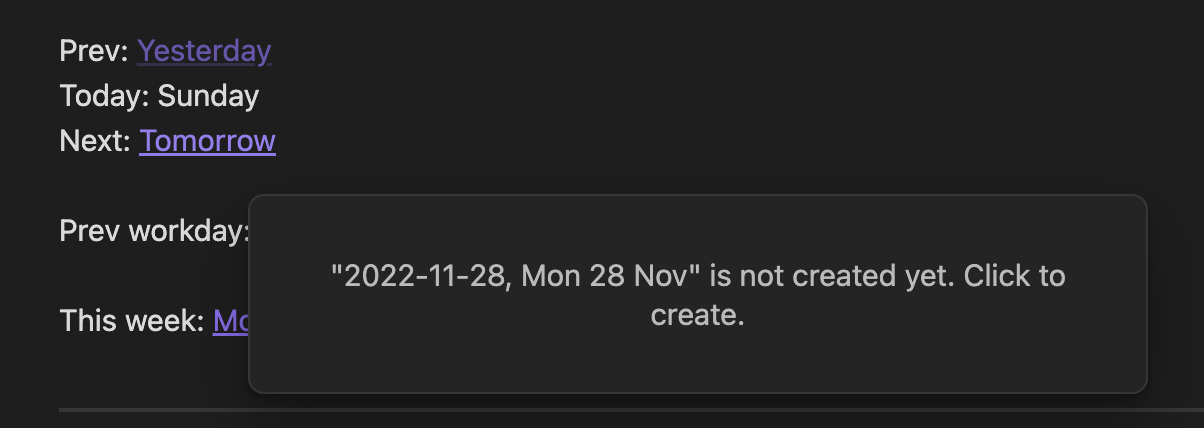 Prev: Yesterday
Today: Sunday
Next: Tomorrow
Prev workday:
"2022-11-28, Mon 28 Nov" is not created yet. Click to
create.
This week: Mo